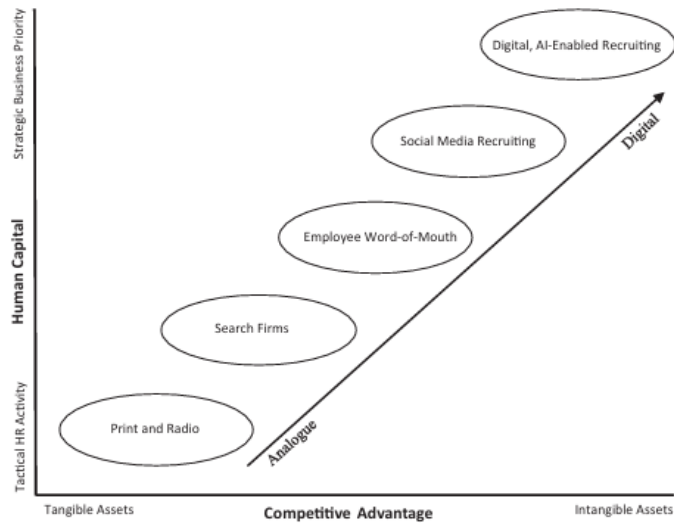 Strategic Business Priority
Human Capital
Tactical HR Activity
Digital, AI-Enabled Recruiting
Social Media Recruiting
Employee Word-of-Mouth
Search Firms
Print and Radio
Digital
Analogue
Tangible Assets
Competitive Advantage
Intangible Assets